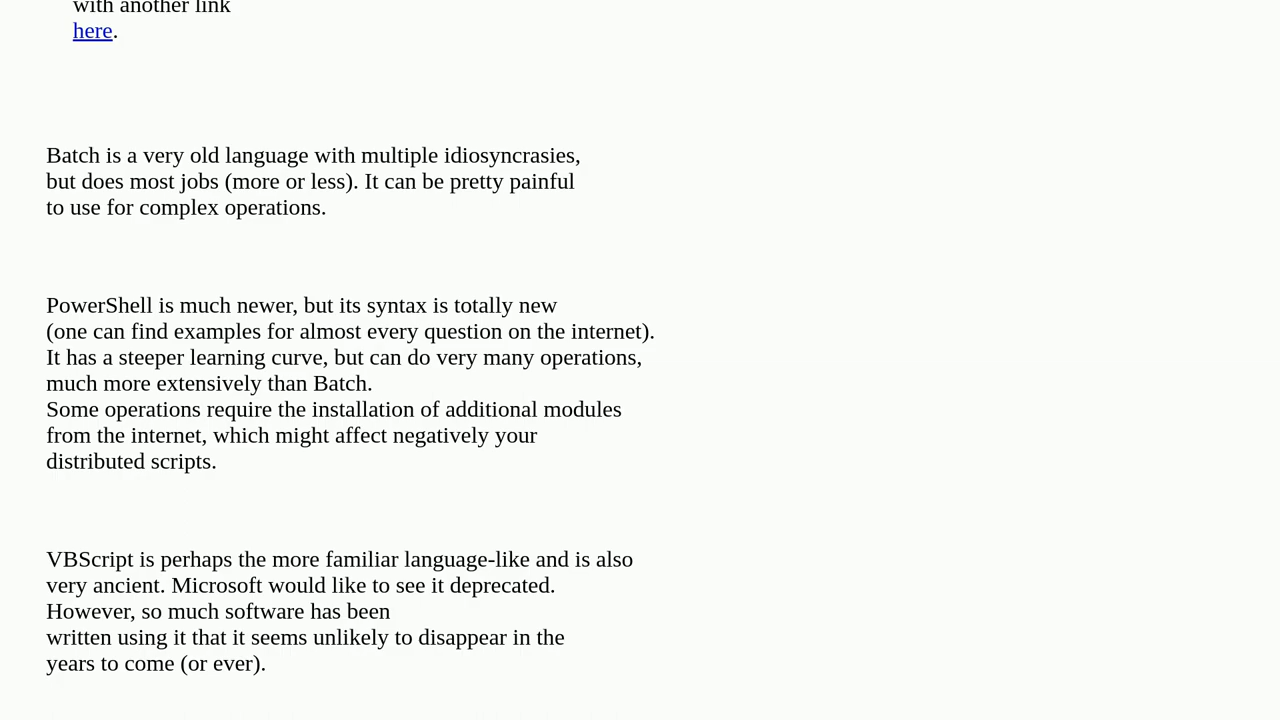 with another link
here.
Batch is a very old language with multiple idiosyncrasies,
but does most jobs (more or less). It can be pretty painful
to use for complex operations.
PowerShell is much newer, but its syntax is totally new
(one can find examples for almost every question on the internet).
It has a steeper learning curve, but can do very many operations,
much more extensively than Batch.
Some operations require the installation of additional modules
from the internet, which might affect negatively your
distributed scripts.
VBScript is perhaps the more familiar language-like and is also
very ancient. Microsoft would like to see it deprecated.
However, so much software has been
written using it that it seems unlikely to disappear in the
years to come (or ever).